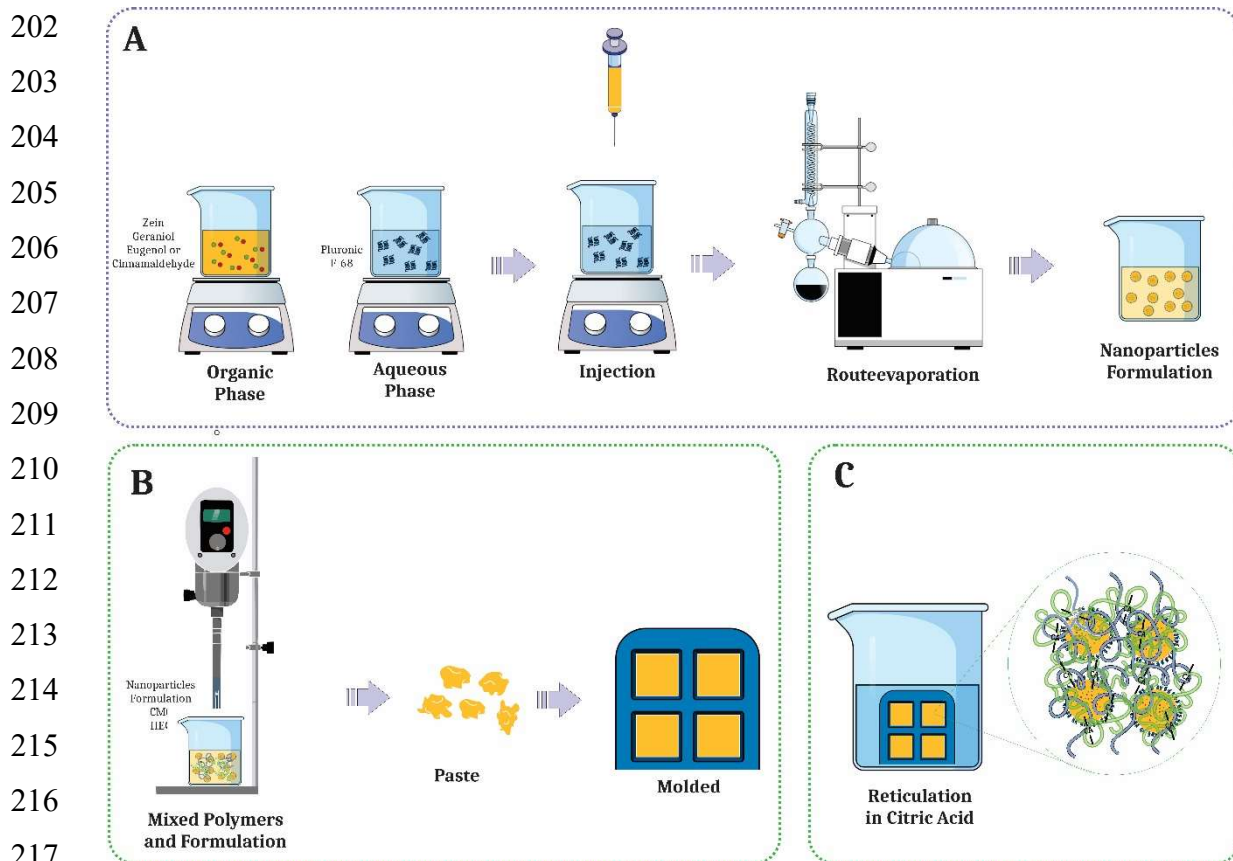 202
203
204
205
206
207
208
209
210
211
212
213
214
215
216
217
A
Zein
Geraniol
Eugenol or
Cinnamaldehyde
Organic
Phase
Pluronic
F 68
Aqueous
Phase
Injection
Routeevaporation
Nanoparticles
Formulation
B
Nanoparticles
Formulation
Mixed Polymers
and Formulation
Paste
Molded
C
Reticulation
in Citric Acid